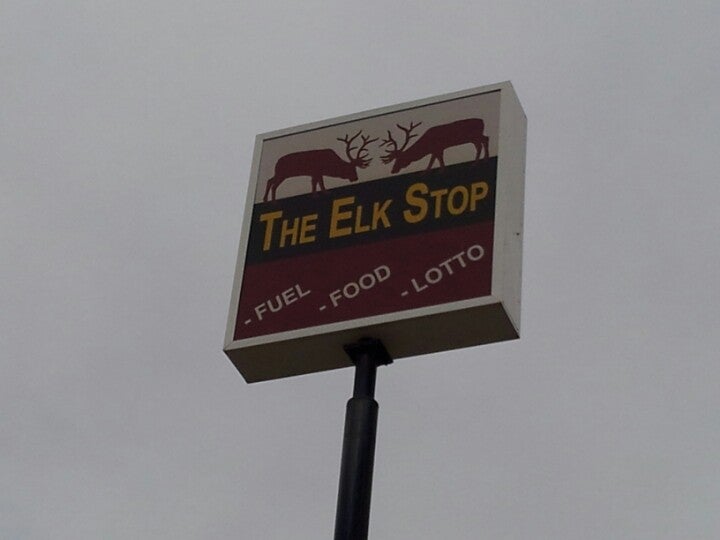 THE ELK STOP
- FUEL - FOOD - LOTTO